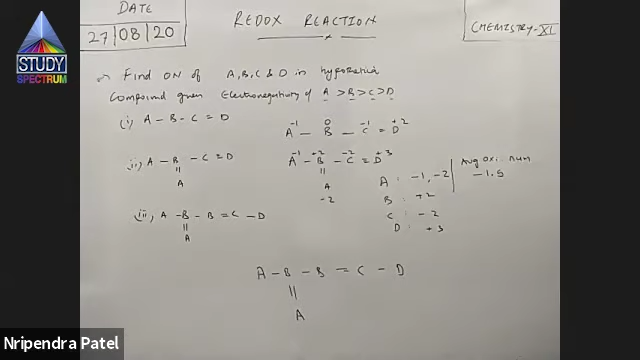 DATE
27/08/20
REDOX REACTION
CHEMISTRY-XI
STUDY
SPECTRUM
Find ON of A,B,C & D in
Compound given Electronegativity of A > B > C > D
(i) A - B - C = D
-1 0 -1 +2
A - B - C = D
(ii) A - B - C = D
||
A
-1 +2 -2 +3
A - B - C = D
||
A
-2
A : -1, -2
B : +2
C : -2
D : +3
Avg oxi. num
-1.5
(iii) A - B - B = C - D
||
A
A - B - B = C - D
||
A
Nripendra Patel